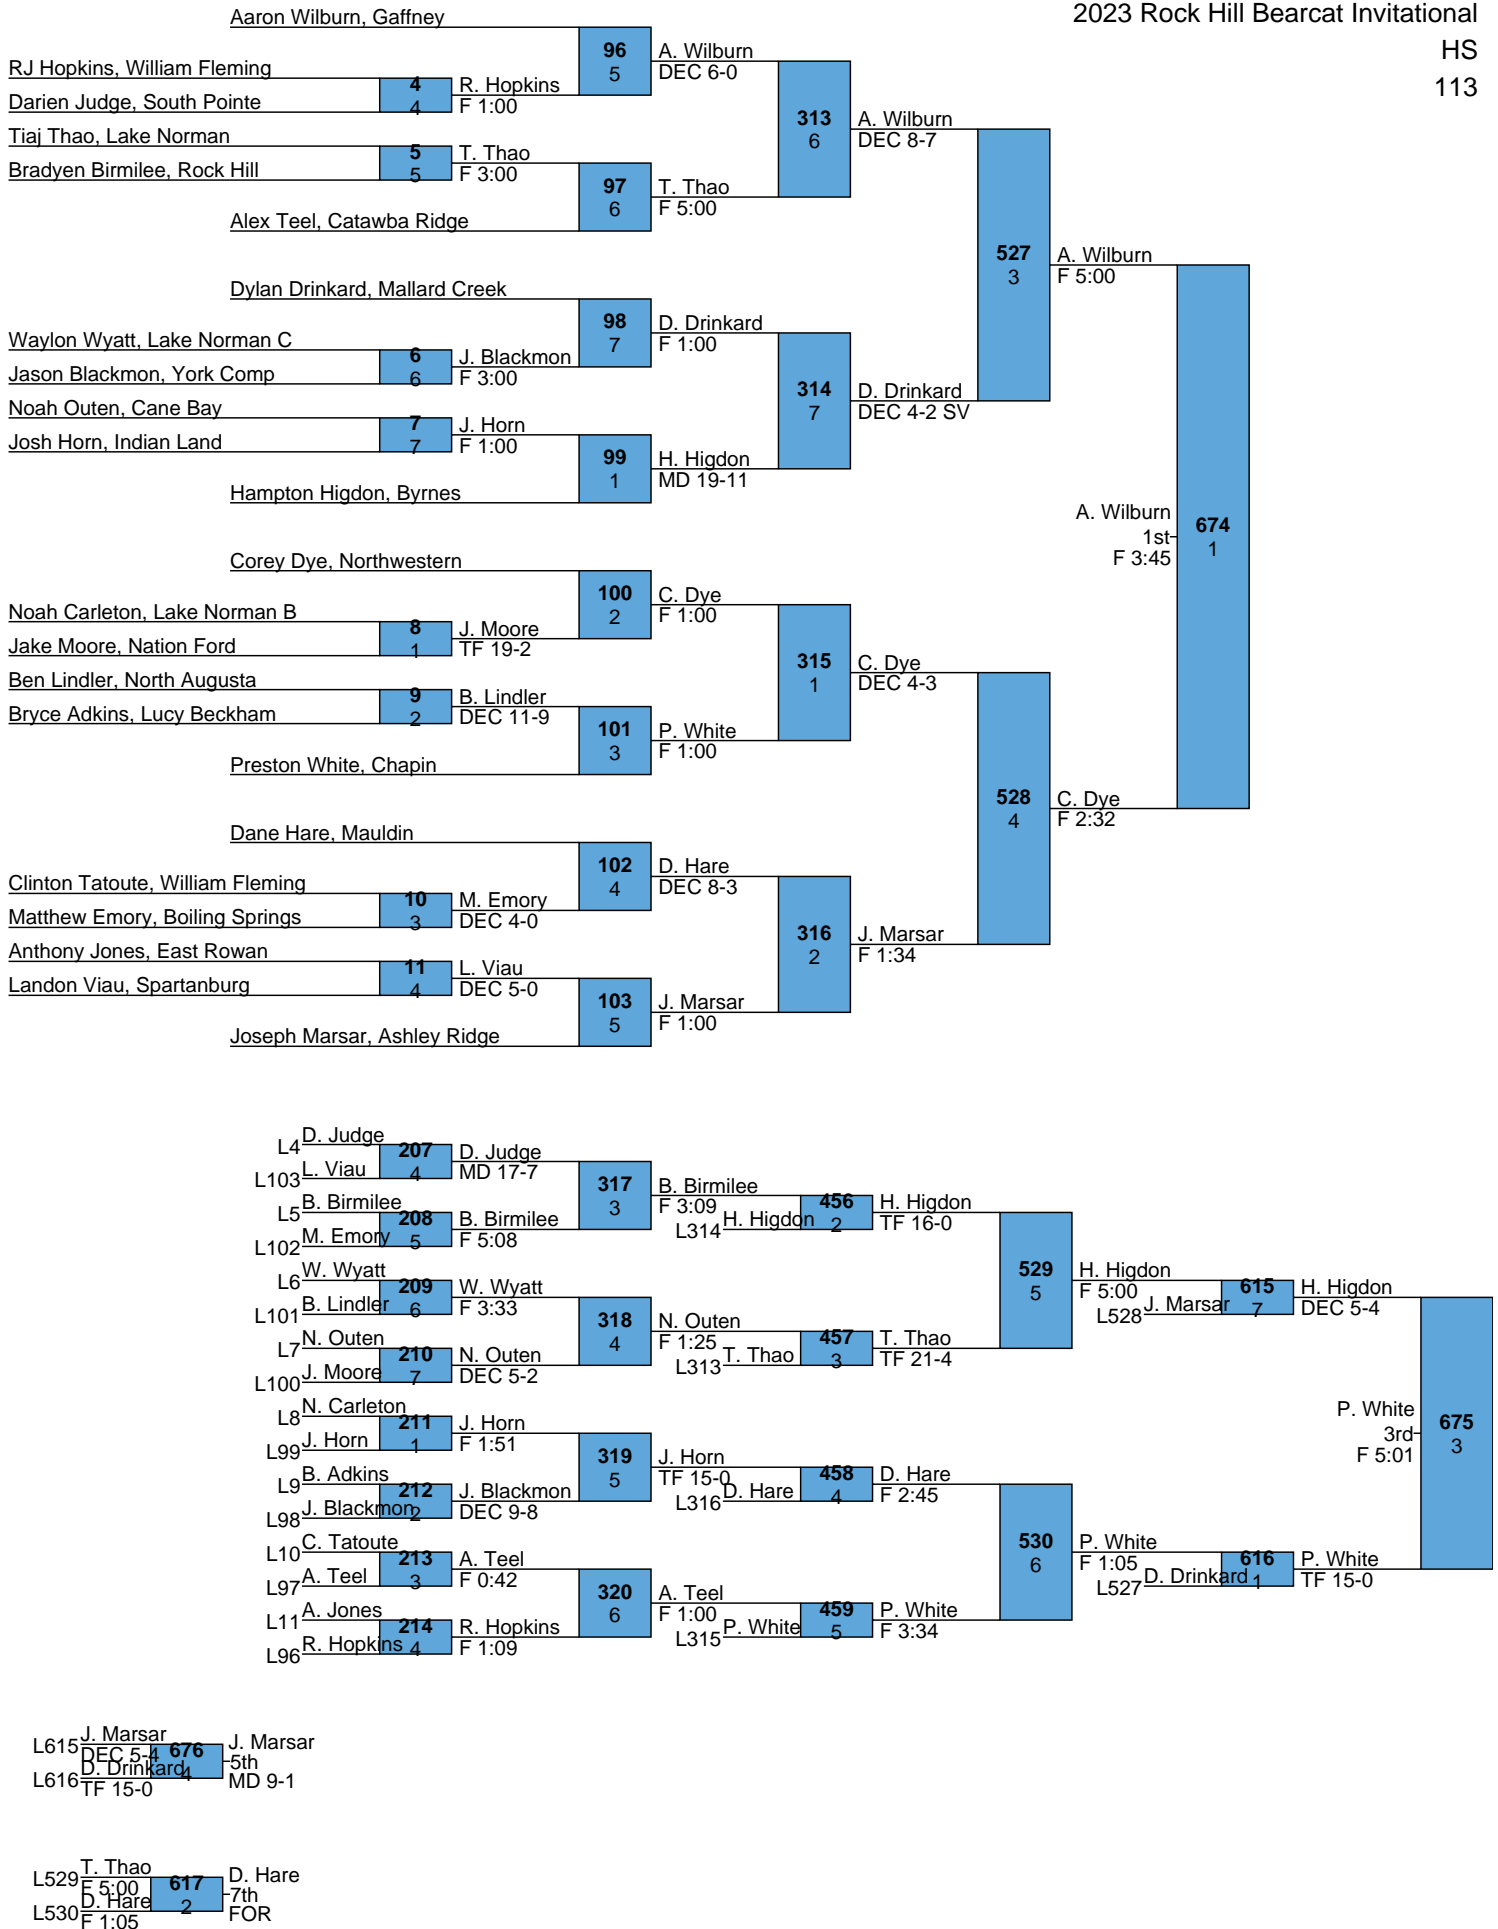 2023 Rock Hill Bearcat Invitational
HS
113
Aaron Wilburn, Gaffney
RJ Hopkins, William Fleming
Darien Judge, South Pointe
Tiaj Thao, Lake Norman
Bradyen Birmilee, Rock Hill
Alex Teel, Catawba Ridge
Dylan Drinkard, Mallard Creek
Waylon Wyatt, Lake Norman C
Jason Blackmon, York Comp
Noah Outen, Cane Bay
Josh Horn, Indian Land
Hampton Higdon, Byrnes
Corey Dye, Northwestern
Noah Carleton, Lake Norman B
Jake Moore, Nation Ford
Ben Lindler, North Augusta
Bryce Adkins, Lucy Beckham
Preston White, Chapin
Dane Hare, Mauldin
Clinton Tatoute, William Fleming
Matthew Emory, Boiling Springs
Anthony Jones, East Rowan
Landon Viau, Spartanburg
Joseph Marsar, Ashley Ridge
4
4
R. Hopkins
F 1:00
5
5
T. Thao
F 3:00
6
6
J. Blackmon
F 3:00
7
7
J. Horn
F 1:00
8
1
J. Moore
TF 19-2
9
2
B. Lindler
DEC 11-9
10
3
M. Emory
DEC 4-0
11
4
L. Viau
DEC 5-0
96
5
A. Wilburn
DEC 6-0
97
6
T. Thao
F 5:00
98
7
D. Drinkard
F 1:00
99
1
H. Higdon
MD 19-11
100
2
C. Dye
F 1:00
101
3
P. White
F 1:00
102
4
D. Hare
DEC 8-3
103
5
J. Marsar
F 1:00
313
6
A. Wilburn
DEC 8-7
314
7
D. Drinkard
DEC 4-2 SV
315
1
C. Dye
DEC 4-3
316
2
J. Marsar
F 1:34
527
3
A. Wilburn
F 5:00
528
4
C. Dye
F 2:32
A. Wilburn
1st
F 3:45
674
1
L4
D. Judge
L103
L. Viau
207
4
D. Judge
MD 17-7
L5
B. Birmilee
L102
M. Emory
208
5
B. Birmilee
F 5:08
L6
W. Wyatt
L101
B. Lindler
209
6
W. Wyatt
F 3:33
L7
N. Outen
L100
J. Moore
210
7
N. Outen
DEC 5-2
L8
N. Carleton
L99
J. Horn
211
1
J. Horn
F 1:51
L9
B. Adkins
L98
J. Blackmon
212
2
J. Blackmon
DEC 9-8
L10
C. Tatoute
L97
A. Teel
213
3
A. Teel
F 0:42
L11
A. Jones
L96
R. Hopkins
214
4
R. Hopkins
F 1:09
317
3
B. Birmilee
F 3:09
L314
H. Higdon
318
4
N. Outen
F 1:25
L313
T. Thao
319
5
J. Horn
TF 15-0
L316
D. Hare
320
6
A. Teel
F 1:00
L315
P. White
456
2
H. Higdon
TF 16-0
457
3
T. Thao
TF 21-4
458
4
D. Hare
F 2:45
459
5
P. White
F 3:34
529
5
H. Higdon
F 5:00
L528
J. Marsar
530
6
P. White
F 1:05
L527
D. Drinkard
615
7
H. Higdon
DEC 5-4
616
1
P. White
TF 15-0
P. White
3rd
F 5:01
675
3
L615
J. Marsar
DEC 5-4
L616
D. Drinkard
TF 15-0
676
4
J. Marsar
5th
MD 9-1
L529
T. Thao
F 5:00
L530
D. Hare
F 1:05
617
2
D. Hare
7th
FOR